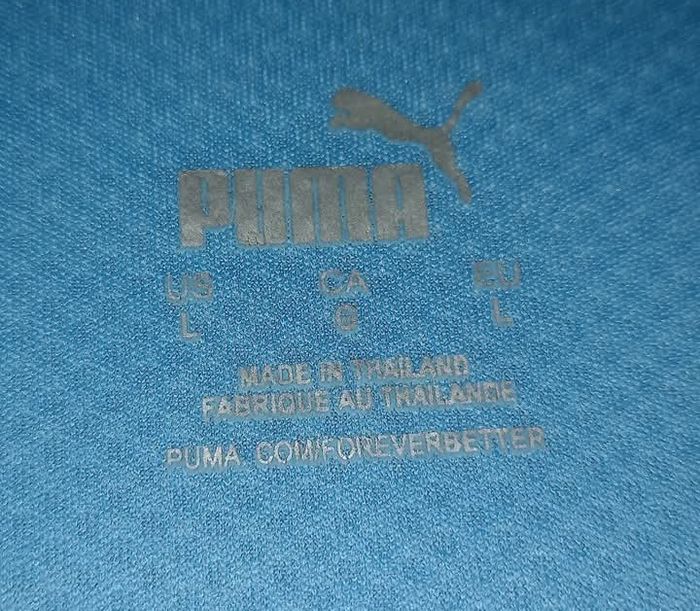 PUMA
US CA EU
L G L
MADE IN THAILAND
FABRIQUE AU THAILANDE
PUMA. COM/FOREVERBETTER